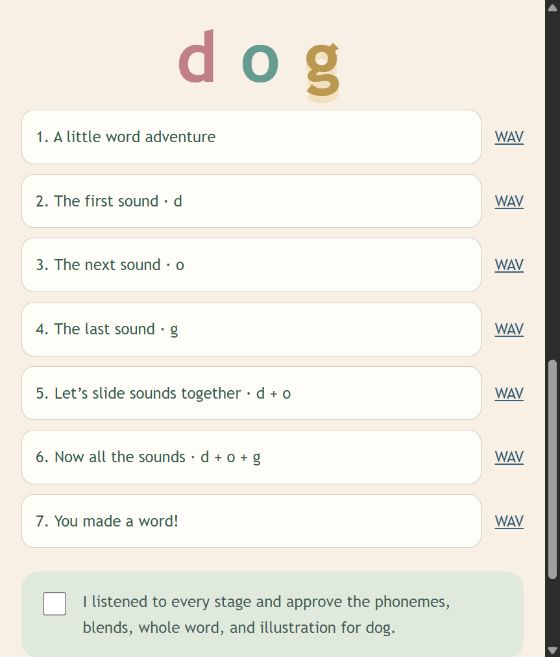 d o g
1. A little word adventure WAV
2. The first sound · d WAV
3. The next sound · o WAV
4. The last sound · g WAV
5. Let’s slide sounds together · d + o WAV
6. Now all the sounds · d + o + g WAV
7. You made a word! WAV
I listened to every stage and approve the phonemes,
blends, whole word, and illustration for dog.